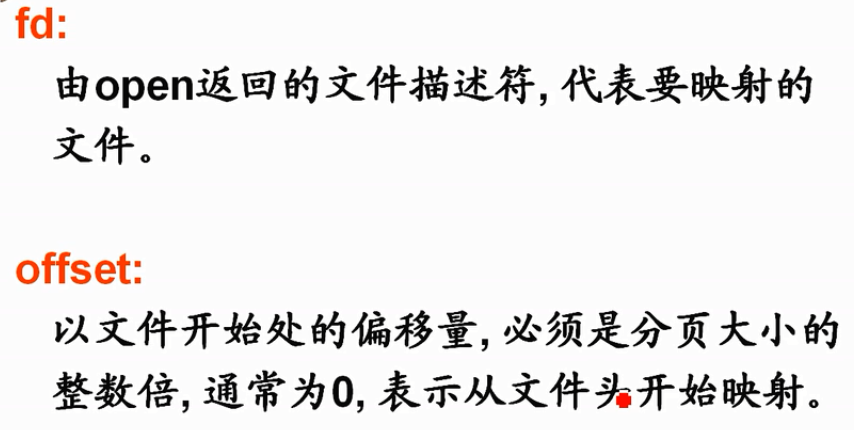 fd:
由open返回的文件描述符,代表要映射的
文件。
offset:
以文件开始处的偏移量,必须是分页大小的
整数倍,通常为0,表示从文件头开始映射。